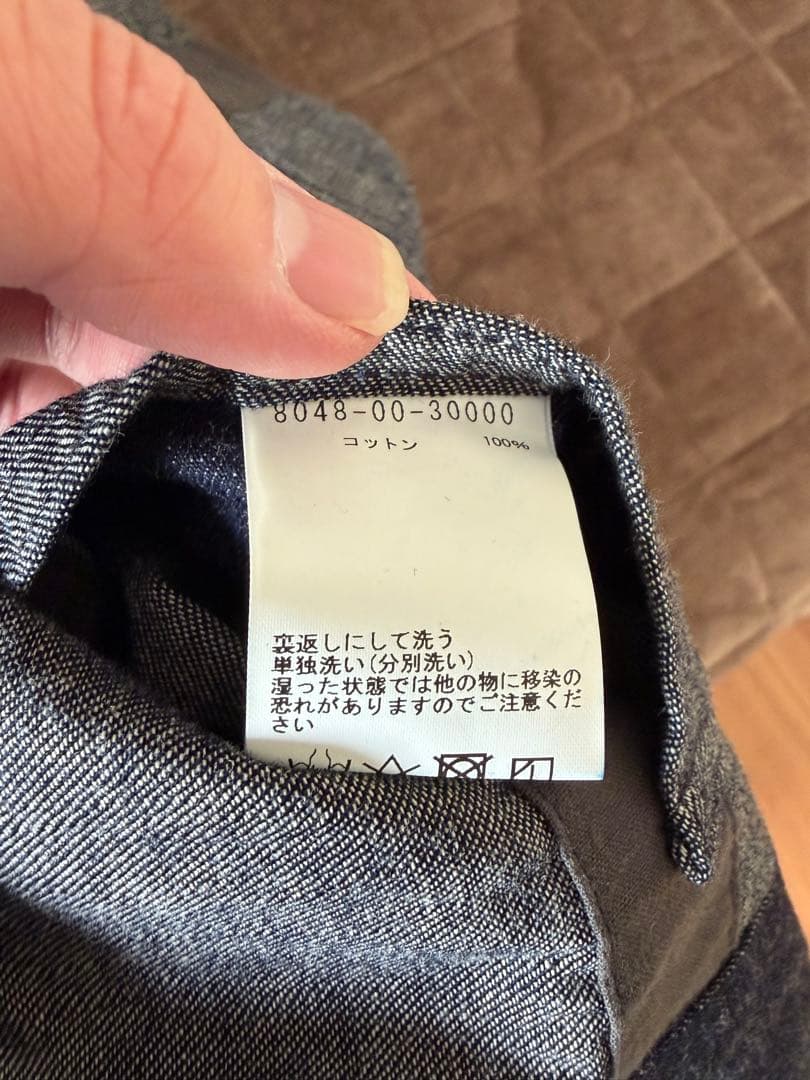 8048-00-30000
コットン 100%
裏返しにして洗う
単独洗い(分別洗い)
湿った状態では他の物に移染の
恐れがありますのでご注意くだ
さい